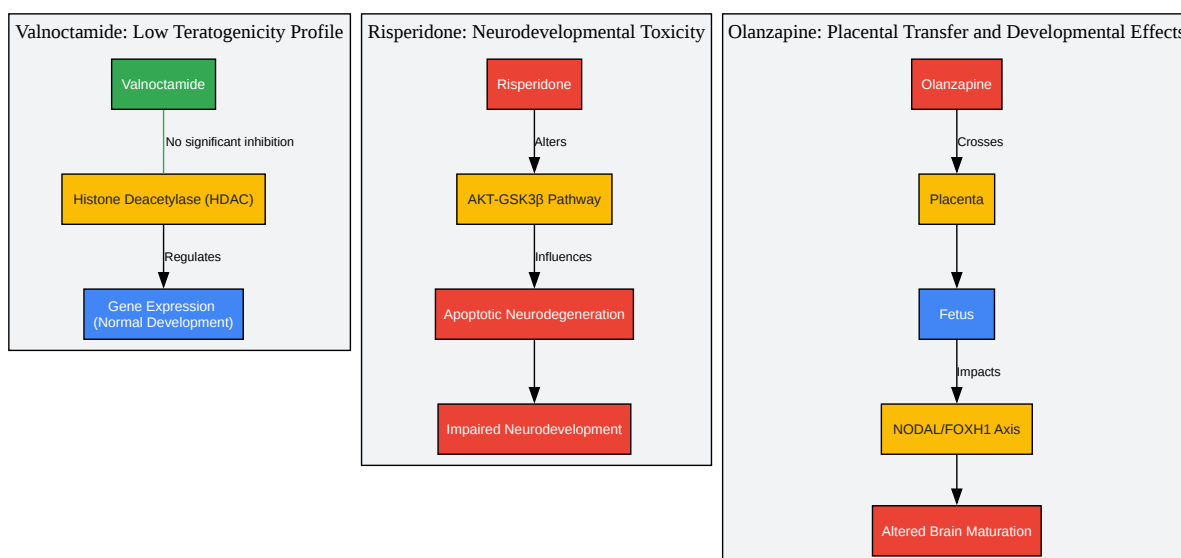 Valnoctamide: Low Teratogenicity Profile
Valnoctamide
No significant inhibition
Histone Deacetylase (HDAC)
Regulates
Gene Expression
(Normal Development)
Risperidone: Neurodevelopmental Toxicity
Risperidone
Alters
AKT-GSK3β Pathway
Influences
Apoptotic Neurodegeneration
Impaired Neurodevelopment
Olanzapine: Placental Transfer and Developmental Effects
Olanzapine
Crosses
Placenta
Fetus
Impacts
NODAL/FOXH1 Axis
Altered Brain Maturation